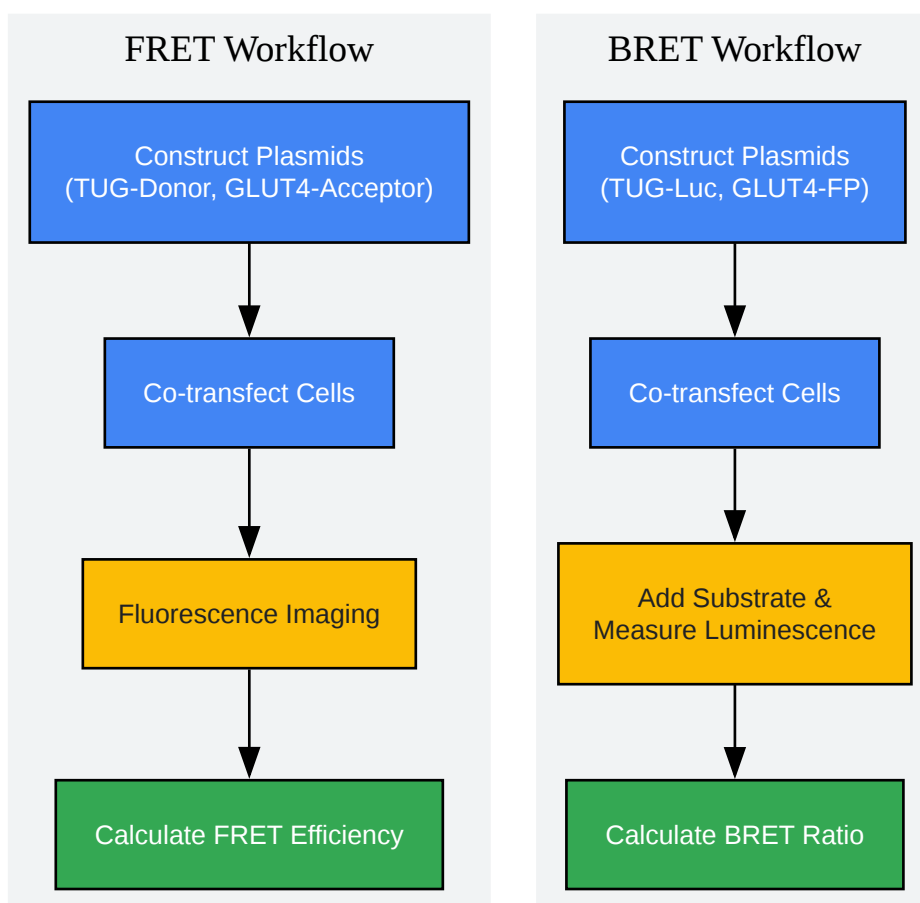 FRET Workflow
Construct Plasmids
(TUG-Donor, GLUT4-Acceptor)
Co-transfect Cells
Fluorescence Imaging
Calculate FRET Efficiency
BRET Workflow
Construct Plasmids
(TUG-Luc, GLUT4-FP)
Co-transfect Cells
Add Substrate &
Measure Luminescence
Calculate BRET Ratio